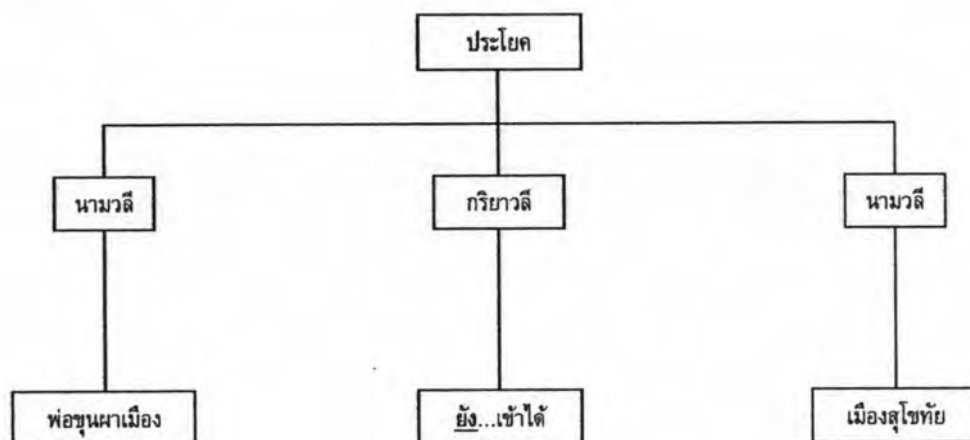 ประโยค
นามวลี กริยาวลี นามวลี
พ่อขุนผาเมือง ยัง...เข้าได้ เมืองสุโขทัย